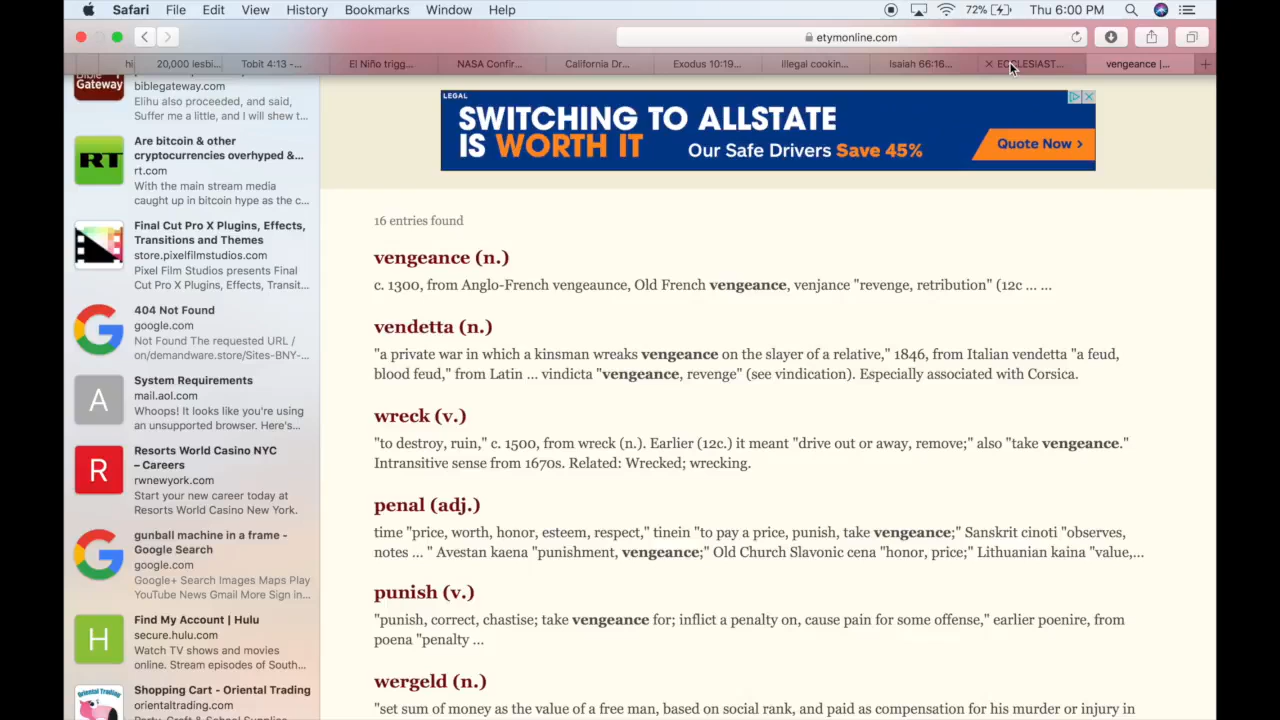 Safari File Edit View History Bookmarks Window Help 72% Thu 6:00 PM
etymonline.com
hi 20,000 lesbi... Tobit 4:13 -... El Niño trigg... NASA Confir... California Dr... Exodus 10:19... illegal cookin... Isaiah 66:16... ECCLESIAST... vengeance |...
Bible
Gateway
biblegateway.com
Elihu also proceeded, and said,
Suffer me a little, and I will shew t...
RT
Are bitcoin & other
cryptocurrencies overhyped &...
rt.com
With the main stream media
caught up in bitcoin hype as the c...
Final Cut Pro X Plugins, Effects,
Transitions and Themes
store.pixelfilmstudios.com
Pixel Film Studios presents Final
Cut Pro X Plugins, Effects, Transit...
404 Not Found
google.com
Not Found The requested URL /
on/demandware.store/Sites-BNY-...
A
System Requirements
mail.aol.com
Whoops! It looks like you're using
an unsupported browser. Here's...
R
Resorts World Casino NYC
– Careers
rwnewyork.com
Start your new career today at
Resorts World Casino NYC.
gunball machine in a frame -
Google Search
google.com
Google+ Search Images Maps Play
YouTube News Gmail More Sign in...
H
Find My Account | Hulu
secure.hulu.com
Watch TV shows and movies
online. Stream episodes of South...
Oriental Trading
Shopping Cart - Oriental Trading
orientaltrading.com
LEGAL
SWITCHING TO ALLSTATE
IS WORTH IT Our Safe Drivers Save 45% Quote Now >
16 entries found
vengeance (n.)
c. 1300, from Anglo-French vengeaunce, Old French vengeance, venjance "revenge, retribution" (12c ... ...
vendetta (n.)
"a private war in which a kinsman wreaks vengeance on the slayer of a relative," 1846, from Italian vendetta "a feud,
blood feud," from Latin ... vindicta "vengeance, revenge" (see vindication). Especially associated with Corsica.
wreck (v.)
"to destroy, ruin," c. 1500, from wreck (n.). Earlier (12c.) it meant "drive out or away, remove;" also "take vengeance."
Intransitive sense from 1670s. Related: Wrecked; wrecking.
penal (adj.)
time "price, worth, honor, esteem, respect," tinein "to pay a price, punish, take vengeance;" Sanskrit cinoti "observes,
notes ... " Avestan kaena "punishment, vengeance;" Old Church Slavonic cena "honor, price;" Lithuanian kaina "value,...
punish (v.)
"punish, correct, chastise; take vengeance for; inflict a penalty on, cause pain for some offense," earlier poenire, from
poena "penalty ...
wergeld (n.)
"set sum of money as the value of a free man, based on social rank, and paid as compensation for his murder or injury in